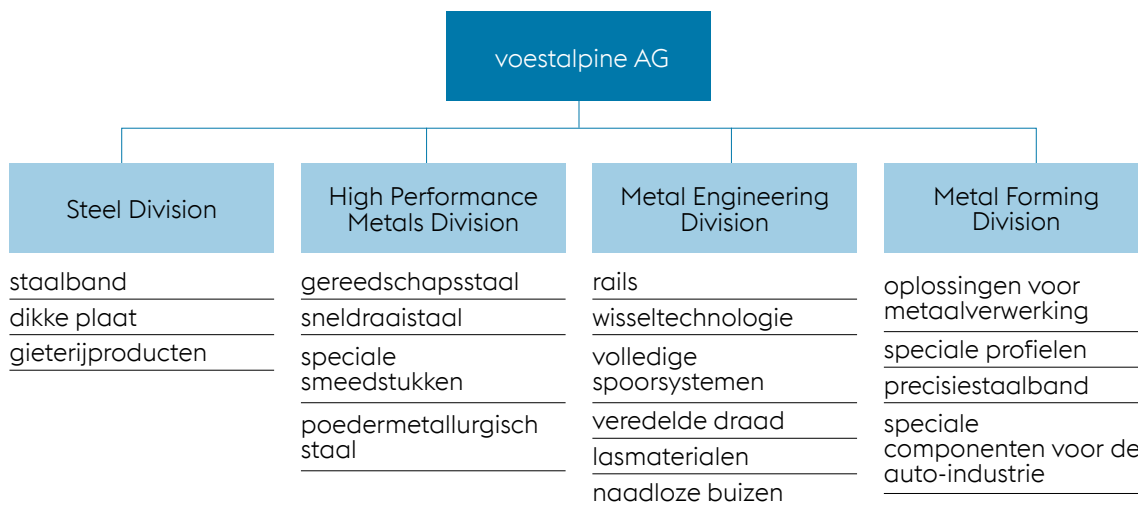 voestalpine AG
Steel Division
staalband
dikke plaat
gieterijproducten
High Performance
Metals Division
gereedschapsstaal
sneldraaistaal
speciale
smeedstukken
poedermetallurgisch
staal
Metal Engineering
Division
rails
wisseltechnologie
volledige
spoorsystemen
veredelde draad
lasmaterialen
naadloze buizen
Metal Forming
Division
oplossingen voor
metaalverwerking
speciale profielen
precisiestaalband
speciale
componenten voor de
auto-industrie